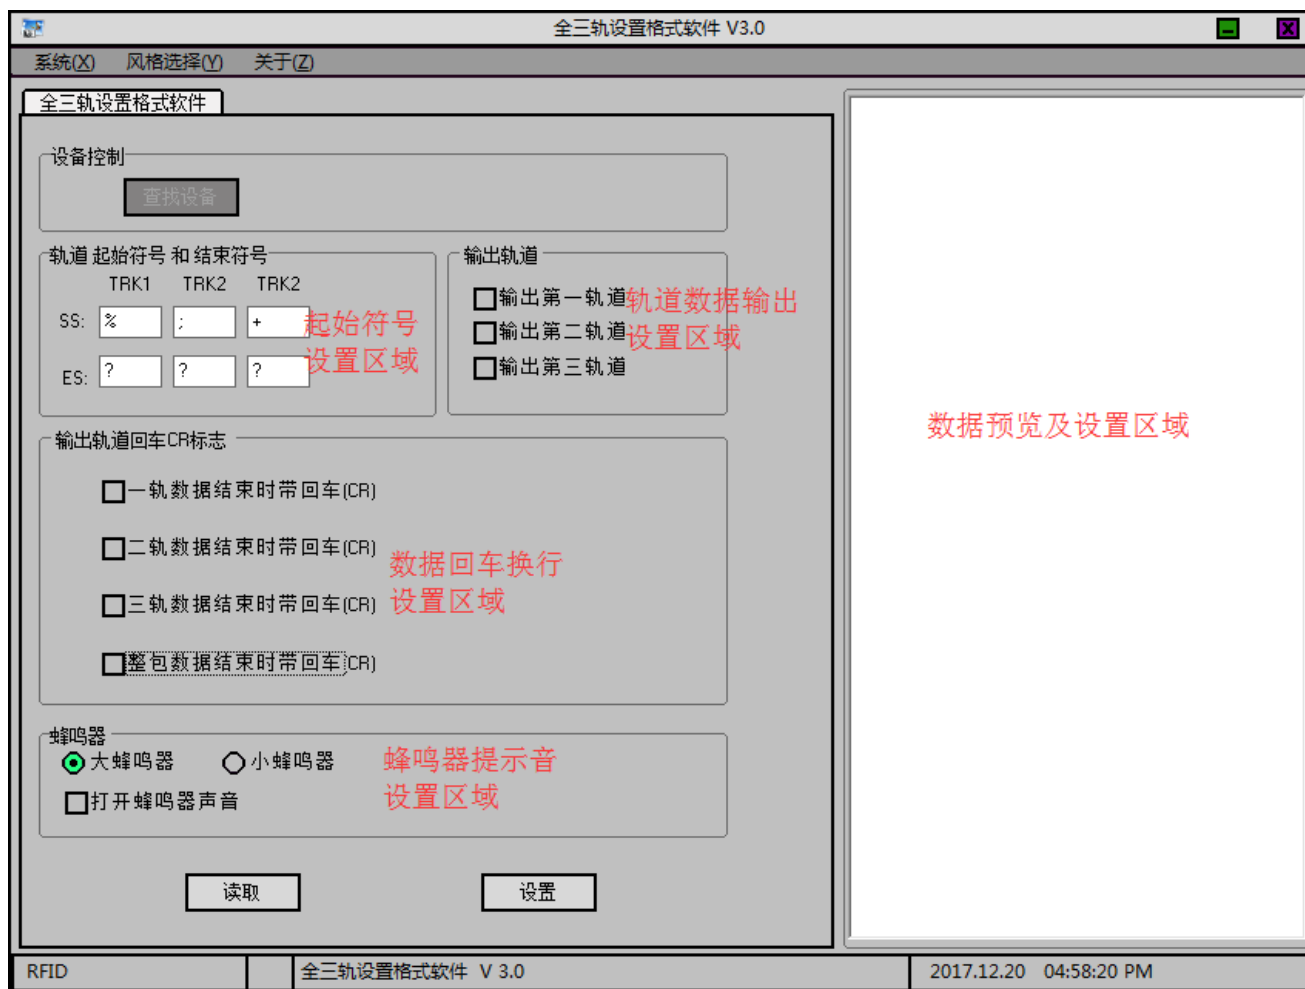 全三轨设置格式软件 V3.0
系统(X) 风格选择(Y) 关于(Z)
全三轨设置格式软件
设备控制
查找设备
轨道 起始符号 和 结束符号
TRK1 TRK2 TRK2
SS: % ; +
ES: ? ? ?
起始符号
设置区域
输出轨道
输出第一轨道
输出第二轨道
输出第三轨道
轨道数据输出
设置区域
输出轨道回车CR标志
一轨数据结束时带回车(CR)
二轨数据结束时带回车(CR)
三轨数据结束时带回车(CR)
整包数据结束时带回车(CR)
数据回车换行
设置区域
蜂鸣器
大蜂鸣器 小蜂鸣器
打开蜂鸣器声音
蜂鸣器提示音
设置区域
读取 设置
数据预览及设置区域
RFID 全三轨设置格式软件 V 3.0 2017.12.20 04:58:20 PM